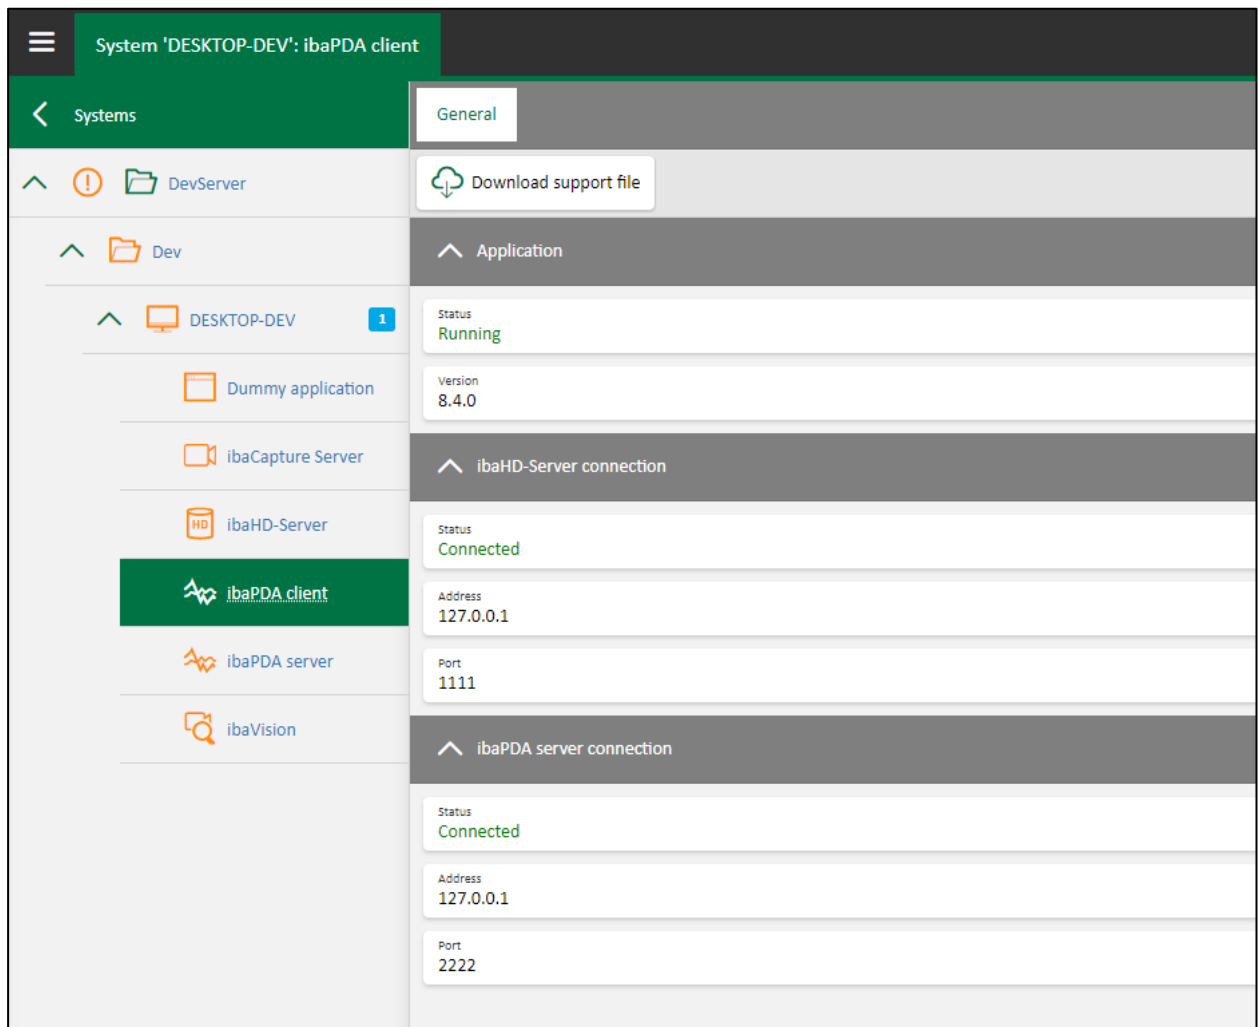 System 'DESKTOP-DEV': ibaPDA client
Systems
DevServer
Dev
DESKTOP-DEV 1
Dummy application
ibaCapture Server
HD ibaHD-Server
ibaPDA client
ibaPDA server
ibaVision
General
Download support file
Application
Status
Running
Version
8.4.0
ibaHD-Server connection
Status
Connected
Address
127.0.0.1
Port
1111
ibaPDA server connection
Status
Connected
Address
127.0.0.1
Port
2222